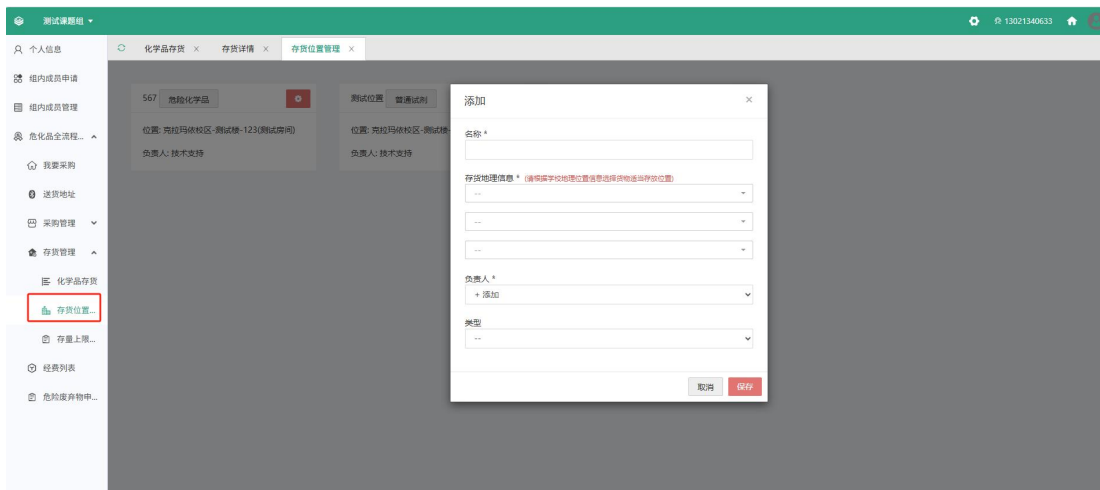 测试课题组
13021340633
个人信息
化学品存货 × 存货详情 × 存货位置管理 ×
组内成员申请
组内成员管理
危化品全流程...
我要采购
送货地址
采购管理
存货管理
化学品存货
存货位置...
存量上限...
经费列表
危险废弃物申...
567 危险化学品
位置: 克拉玛依校区-测试楼-123(测试房间)
负责人: 技术支持
测试位置 普通试剂
位置: 克拉玛依校区-测试楼-
负责人: 技术支持
添加 ×
名称 *
存货地理信息 * (请根据学校地理位置信息选择货物适当存放位置)
--
--
--
负责人 *
+ 添加
类型
--
取消 保存